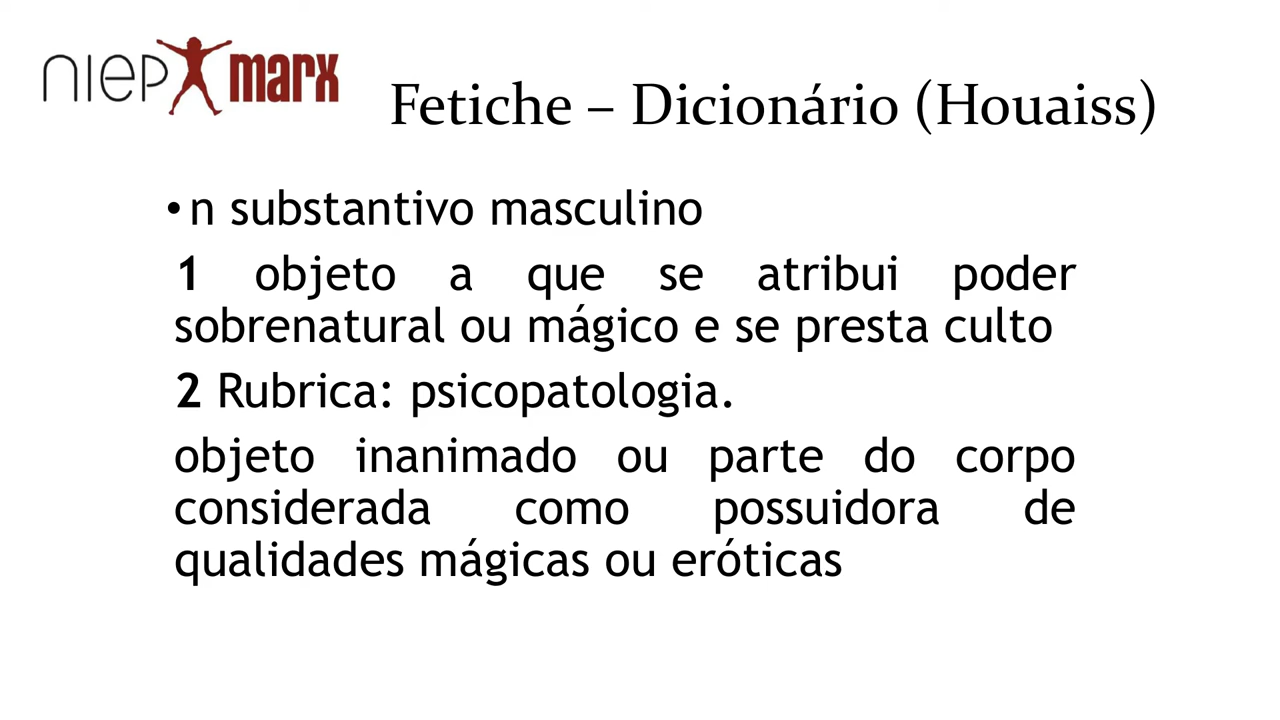 niep marx
Fetiche – Dicionário (Houaiss)
• n substantivo masculino
1 objeto a que se atribui poder
sobrenatural ou mágico e se presta culto
2 Rubrica: psicopatologia.
objeto inanimado ou parte do corpo
considerada como possuidora de
qualidades mágicas ou eróticas